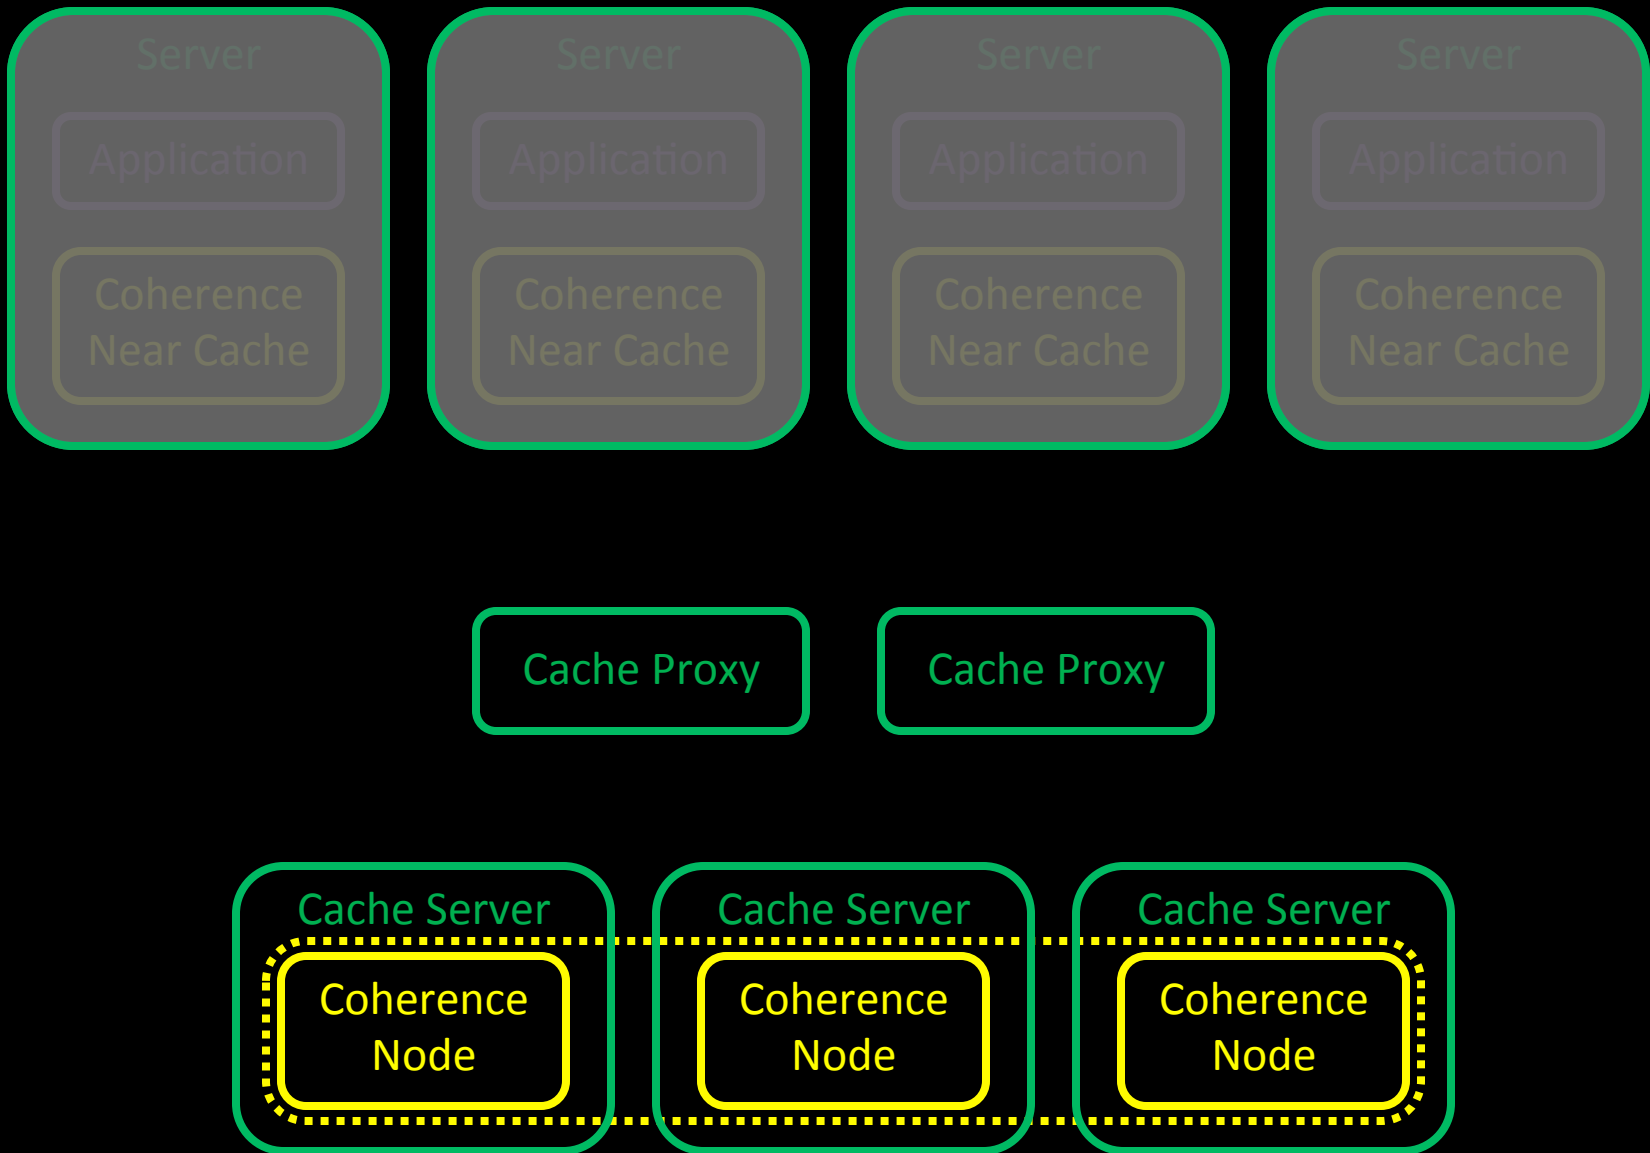 Server Server Server Server
Application Application Application Application
Coherence Coherence Coherence Coherence
Near Cache Near Cache Near Cache Near Cache
Cache Proxy Cache Proxy
Cache Server Cache Server Cache Server
Coherence Coherence Coherence
Node Node Node